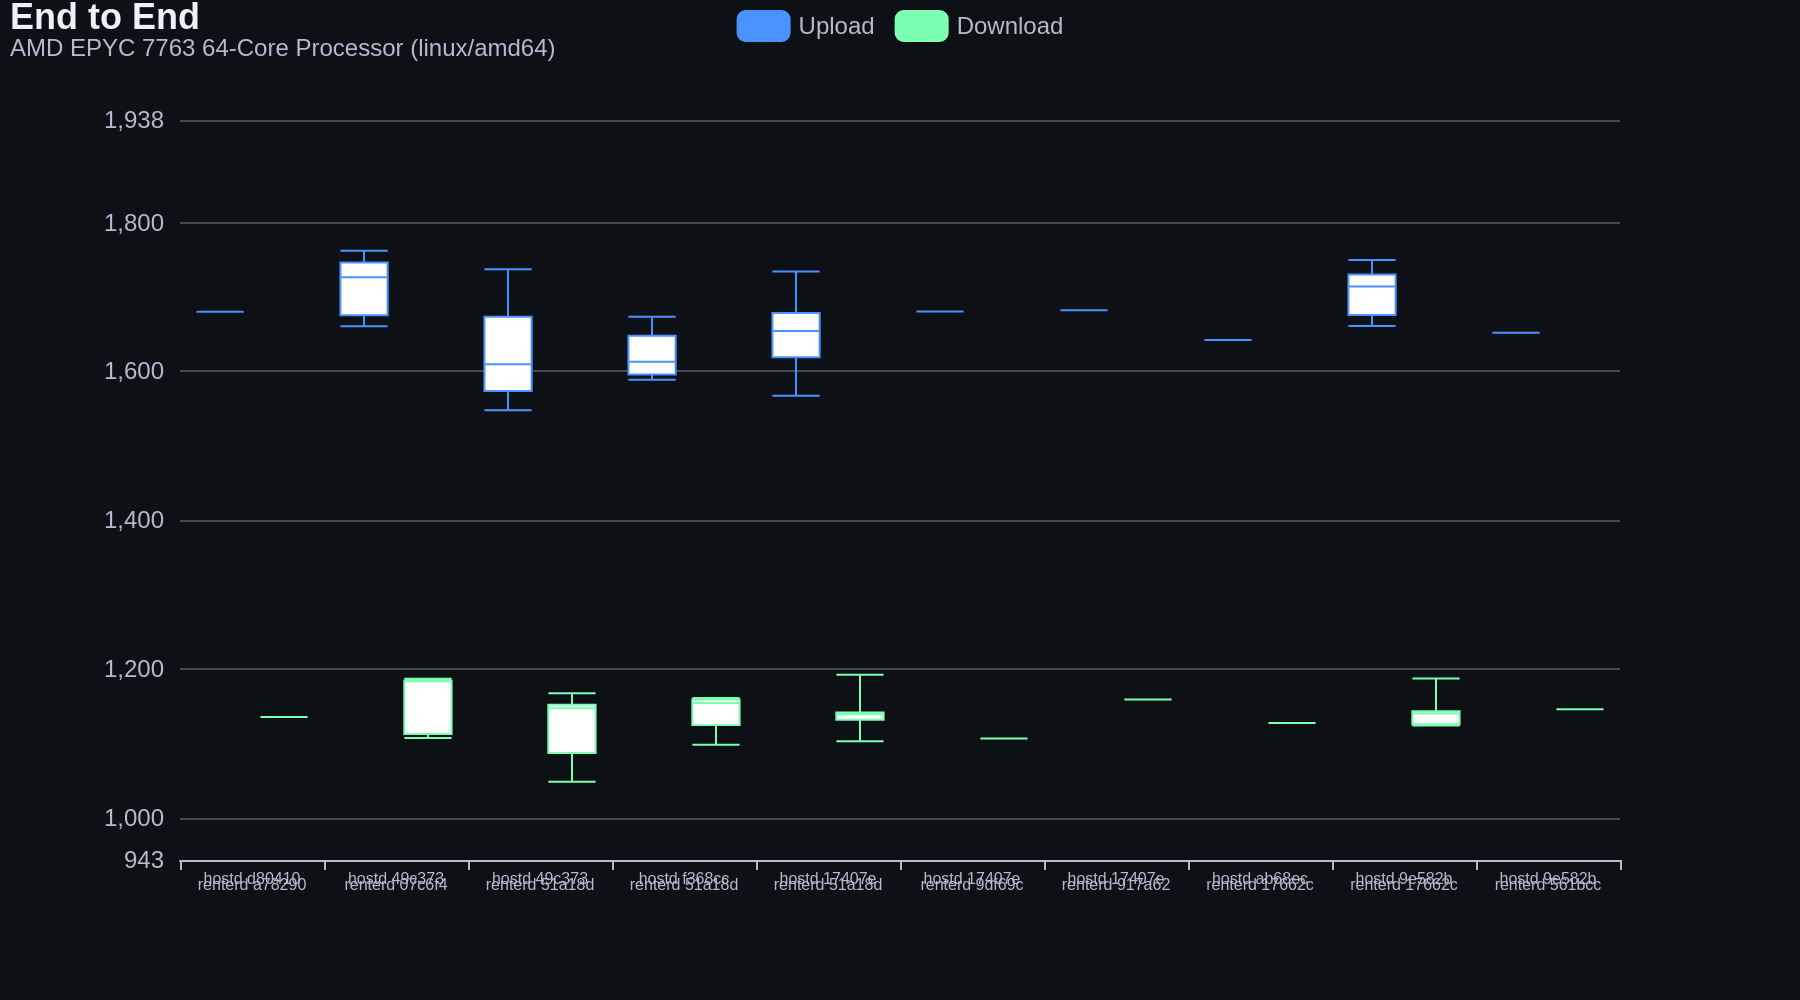 End to End
AMD EPYC 7763 64-Core Processor (linux/amd64)
Upload
Download
1,938
1,800
1,600
1,400
1,200
1,000
943
hostd d80410
renterd a78290
hostd 49c373
renterd 07c6f4
hostd 49c373
renterd 51a18d
hostd f368cc
renterd 51a18d
hostd 17407e
renterd 51a18d
hostd 17407e
renterd 9df69c
hostd 17407e
renterd 917a62
hostd ab68ec
renterd 17662c
hostd 9e582b
renterd 17662c
hostd 9e582b
renterd 561bcc